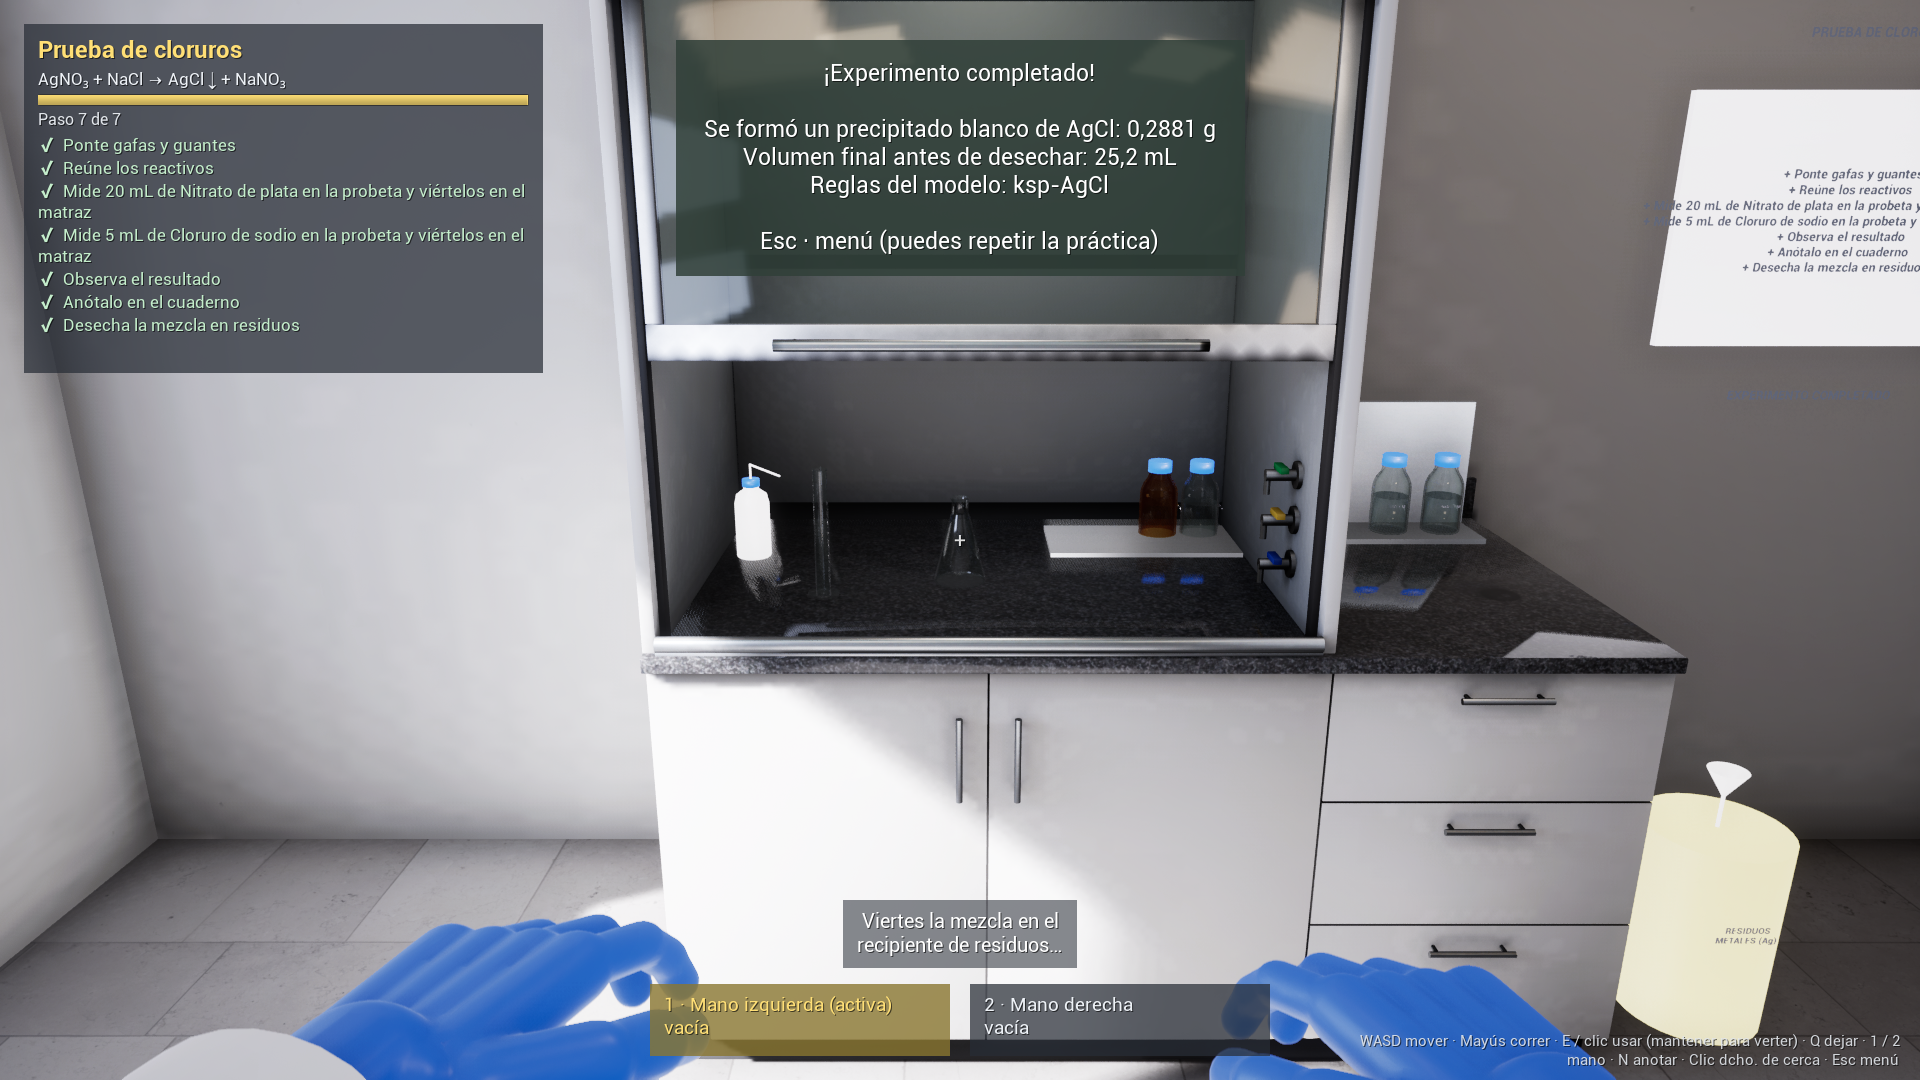 Prueba de cloruros
AgNO₃ + NaCl → AgCl↓ + NaNO₃
Paso 7 de 7
✓ Ponte gafas y guantes
✓ Reúne los reactivos
✓ Mide 20 mL de Nitrato de plata en la probeta y viértelos en el
matraz
✓ Mide 5 mL de Cloruro de sodio en la probeta y viértelos en el
matraz
✓ Observa el resultado
✓ Anótalo en el cuaderno
✓ Desecha la mezcla en residuos
¡Experimento completado!
Se formó un precipitado blanco de AgCl: 0,2881 g
Volumen final antes de desechar: 25,2 mL
Reglas del modelo: ksp-AgCl
Esc · menú (puedes repetir la práctica)
PRUEBA DE CLOR
+ Ponte gafas y guantes
+ Reúne los reactivos
20 mL de Nitrato de plata en la probeta y
5 mL de Cloruro de sodio en la probeta y
+ Observa el resultado
+ Anótalo en el cuaderno
+ Desecha la mezcla en residuo
RESIDUOS
METALES (Ag)
Viertes la mezcla en el
recipiente de residuos...
1 · Mano izquierda (activa)
vacía
2 · Mano derecha
vacía
WASD mover · Mayús correr · E / clic usar (mantener para verter) · Q dejar · 1 / 2
mano · N anotar · Clic dcho. de cerca · Esc menú